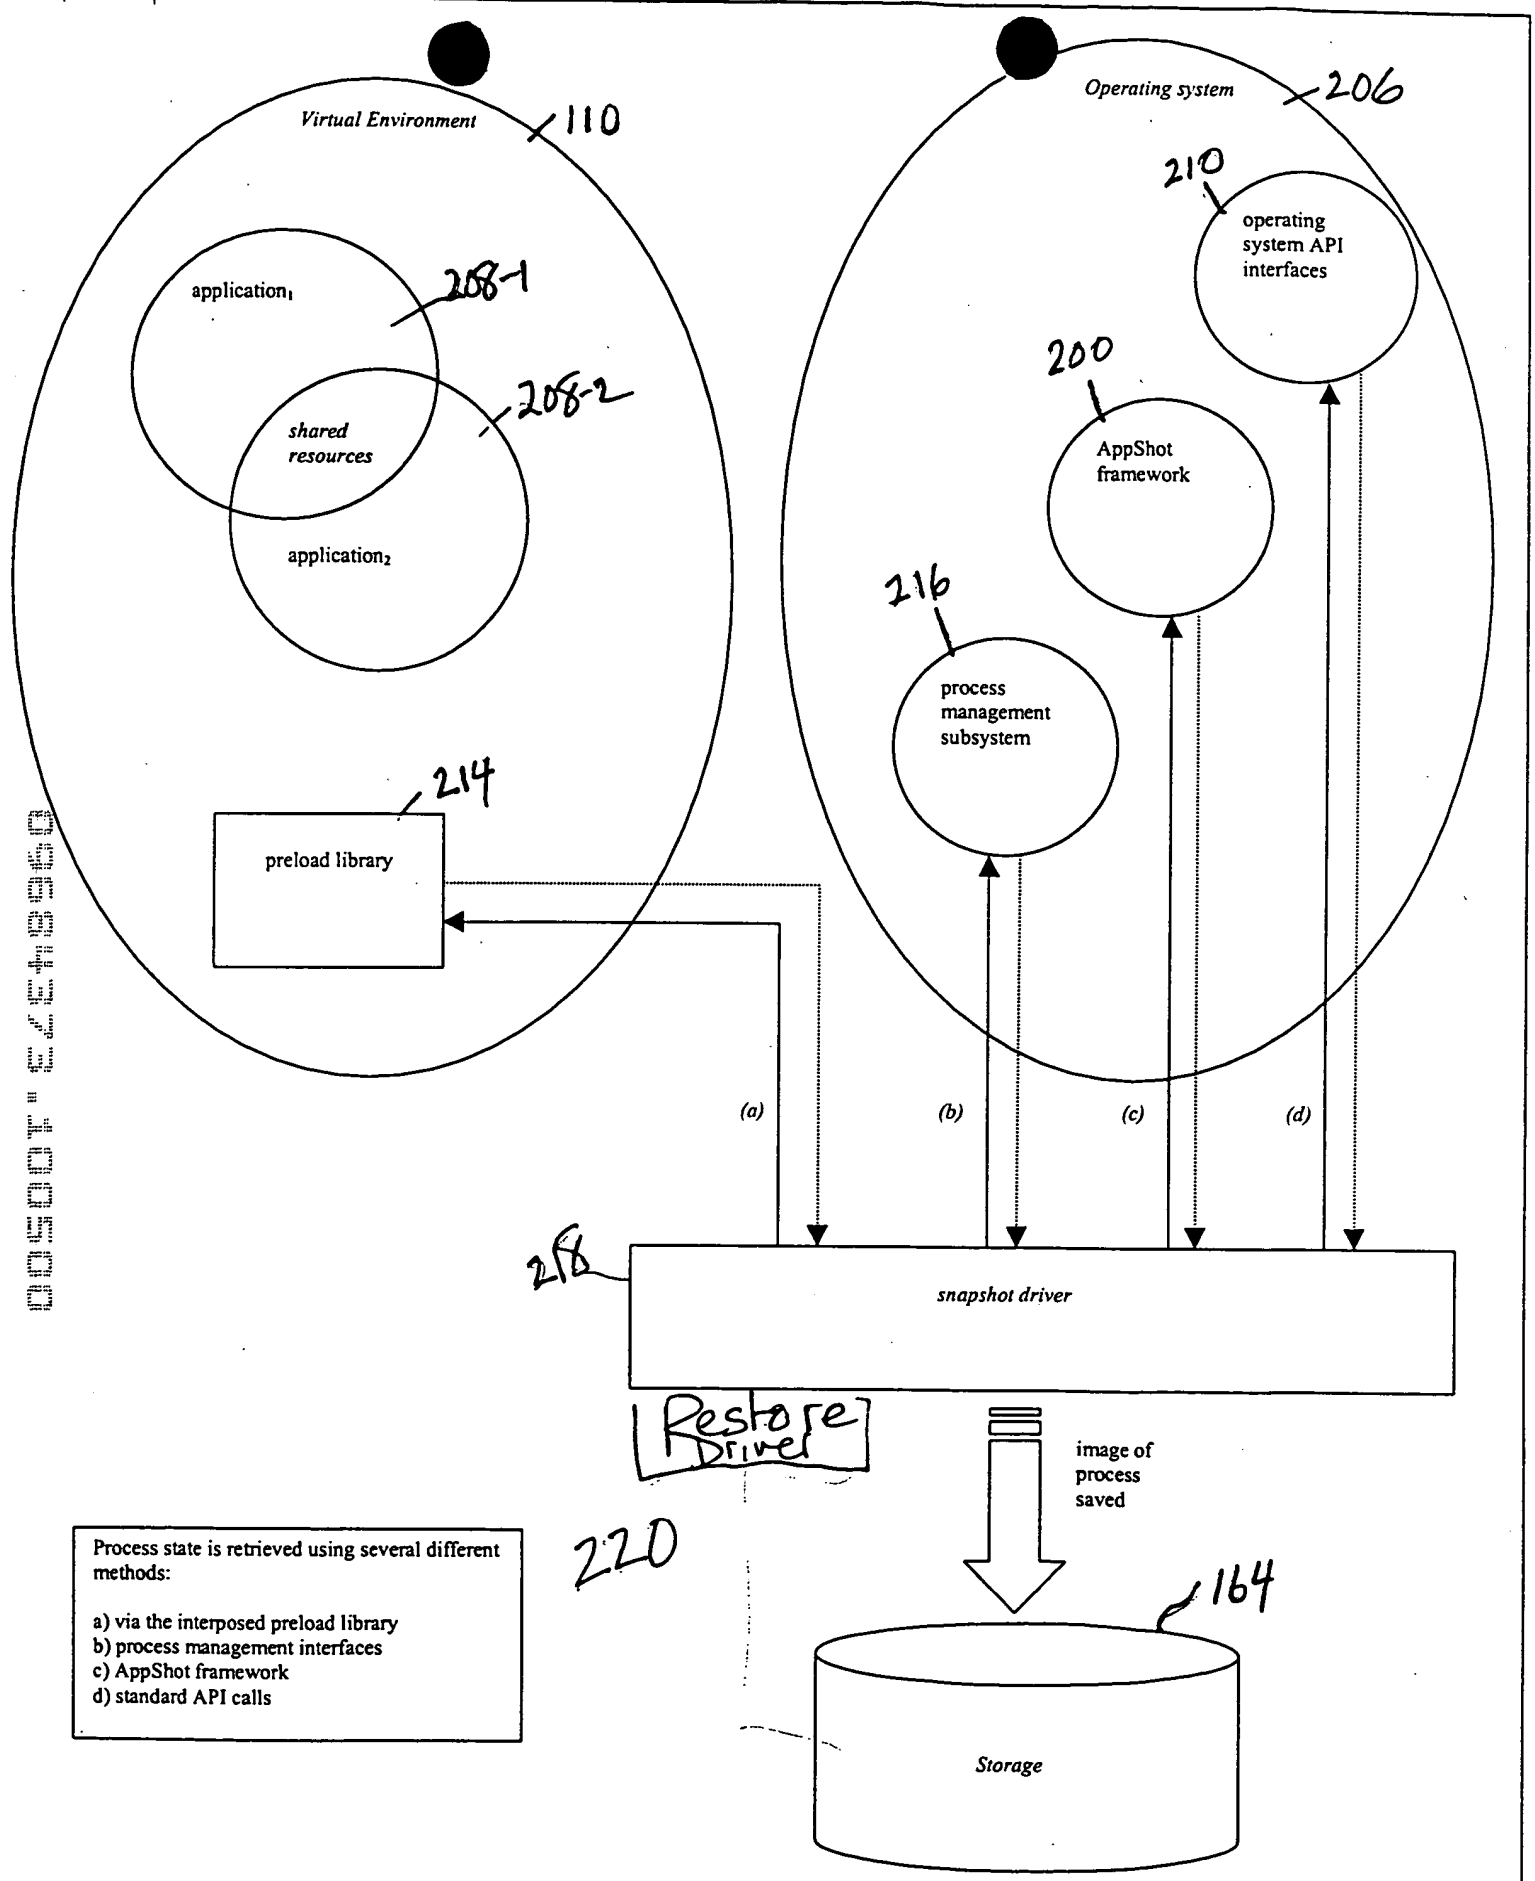 Virtual Environment
110
Operating system
206
210
operating
system API
interfaces
application₁
208-1
200
208-2
shared
resources
AppShot
framework
application₂
216
process
management
subsystem
214
preload library
(a)
(b)
(c)
(d)
218
snapshot driver
Restore
Driver
image of
process
saved
220
Process state is retrieved using several different
methods:
a) via the interposed preload library
b) process management interfaces
c) AppShot framework
d) standard API calls
164
Storage
09684373.100500